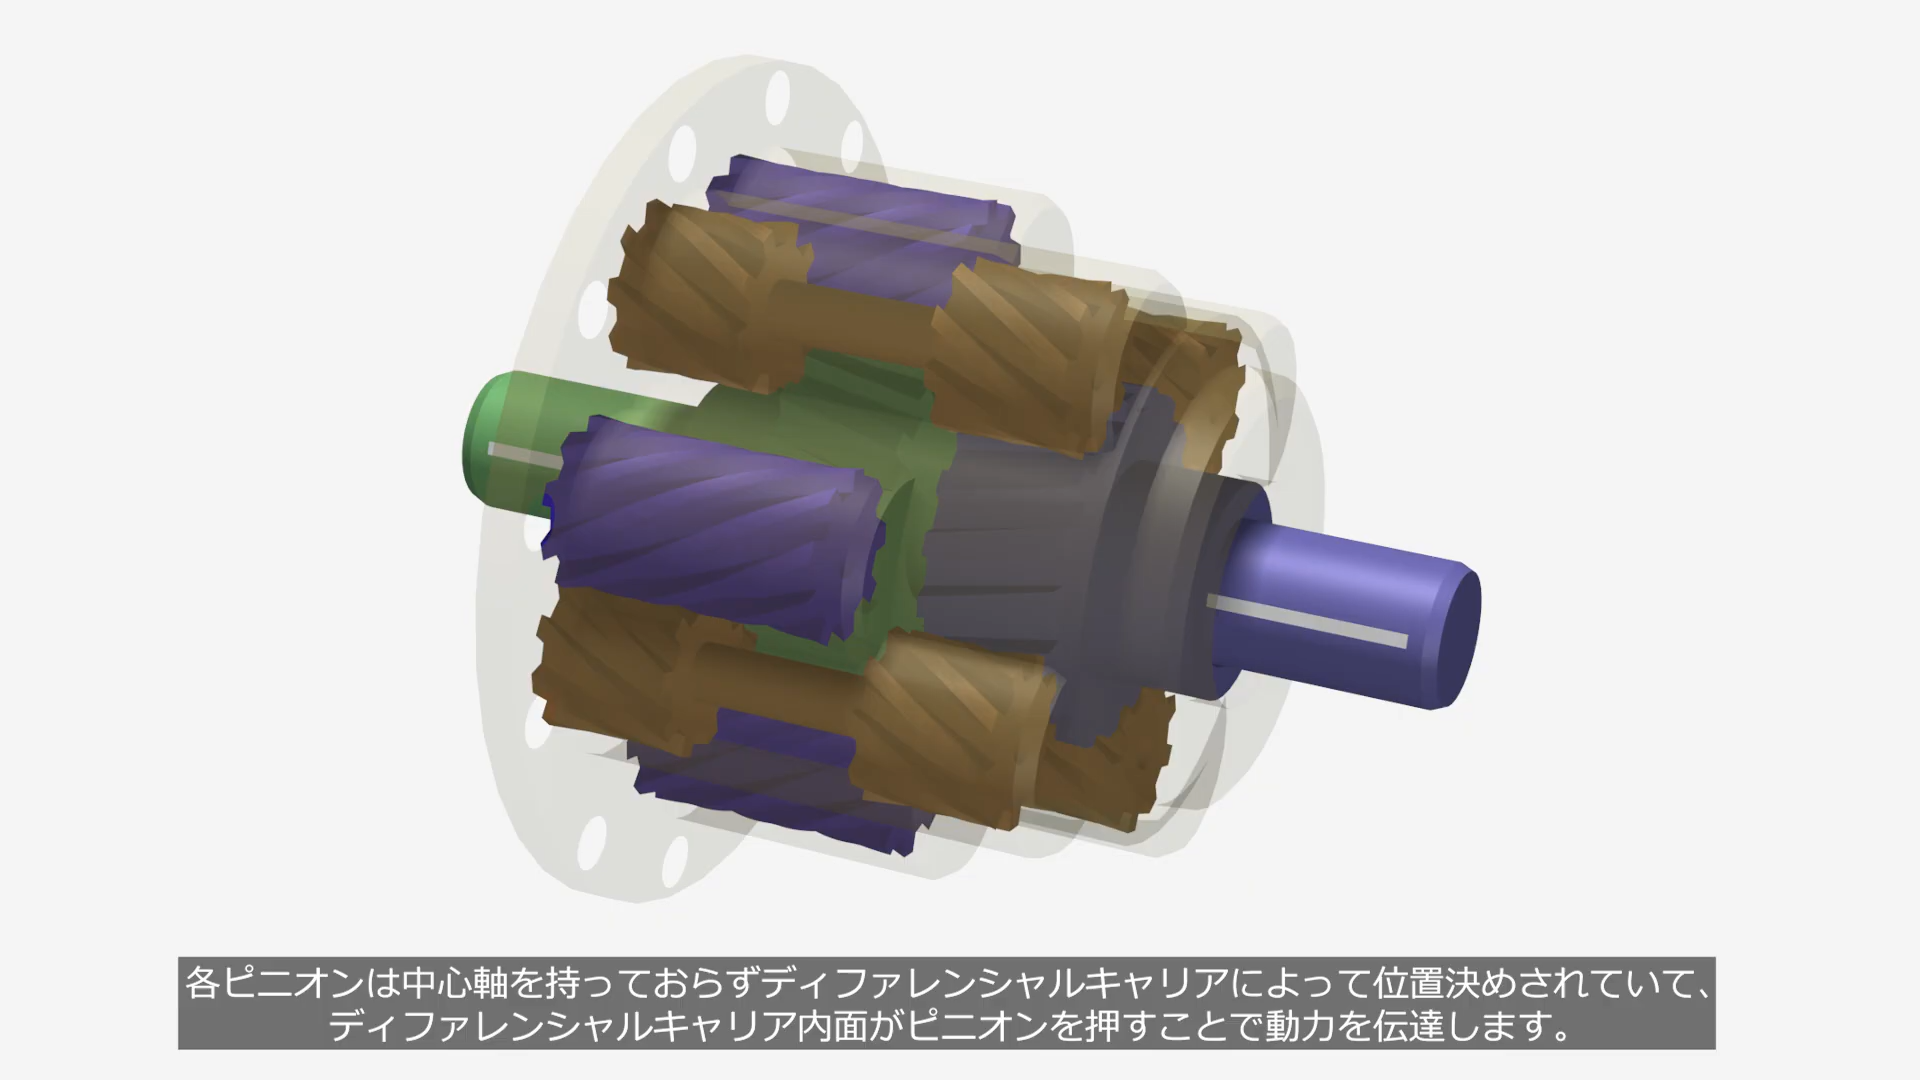 各ピニオンは中心軸を持っておらずディファレンシャルキャリアによって位置決めされていて、
ディファレンシャルキャリア内面がピニオンを押すことで動力を伝達します。